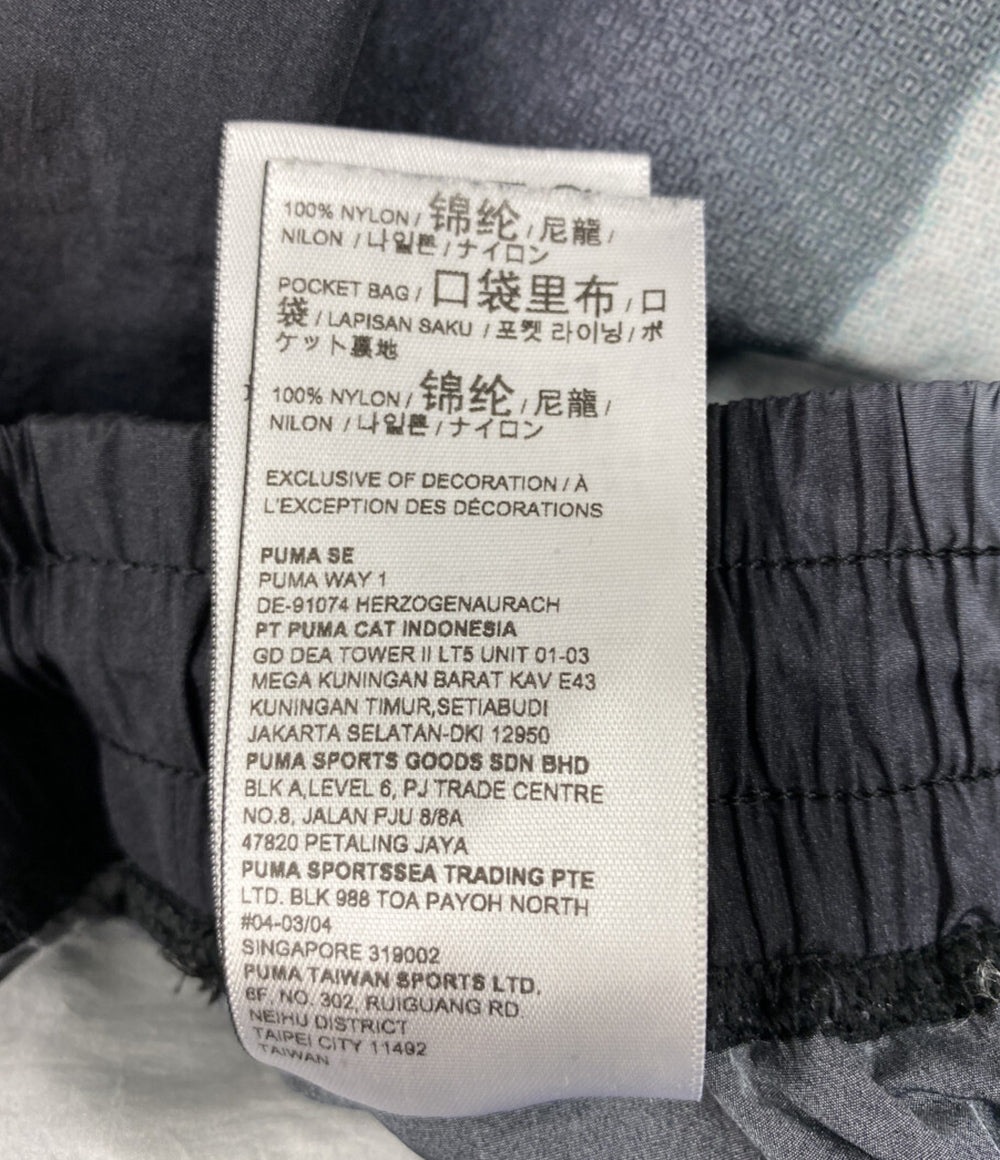 100% NYLON / 锦纶 / 尼龍 /
NILON / 나일론 / ナイロン
POCKET BAG / 口袋里布 / 口
袋 / LAPISAN SAKU / 포켓 라이닝 / ポ
ケット裏地
100% NYLON / 锦纶 / 尼龍 /
NILON / 나일론 / ナイロン
EXCLUSIVE OF DECORATION / À
L'EXCEPTION DES DÉCORATIONS
PUMA SE
PUMA WAY 1
DE-91074 HERZOGENAURACH
PT PUMA CAT INDONESIA
GD DEA TOWER II LT5 UNIT 01-03
MEGA KUNINGAN BARAT KAV E43
KUNINGAN TIMUR,SETIABUDI
JAKARTA SELATAN-DKI 12950
PUMA SPORTS GOODS SDN BHD
BLK A,LEVEL 6, PJ TRADE CENTRE
NO.8, JALAN PJU 8/8A
47820 PETALING JAYA
PUMA SPORTSSEA TRADING PTE
LTD. BLK 988 TOA PAYOH NORTH
#04-03/04
SINGAPORE 319002
PUMA TAIWAN SPORTS LTD.
6F, NO. 302, RUIGUANG RD.
NEIHU DISTRICT
TAIPEI CITY 11492
TAIWAN